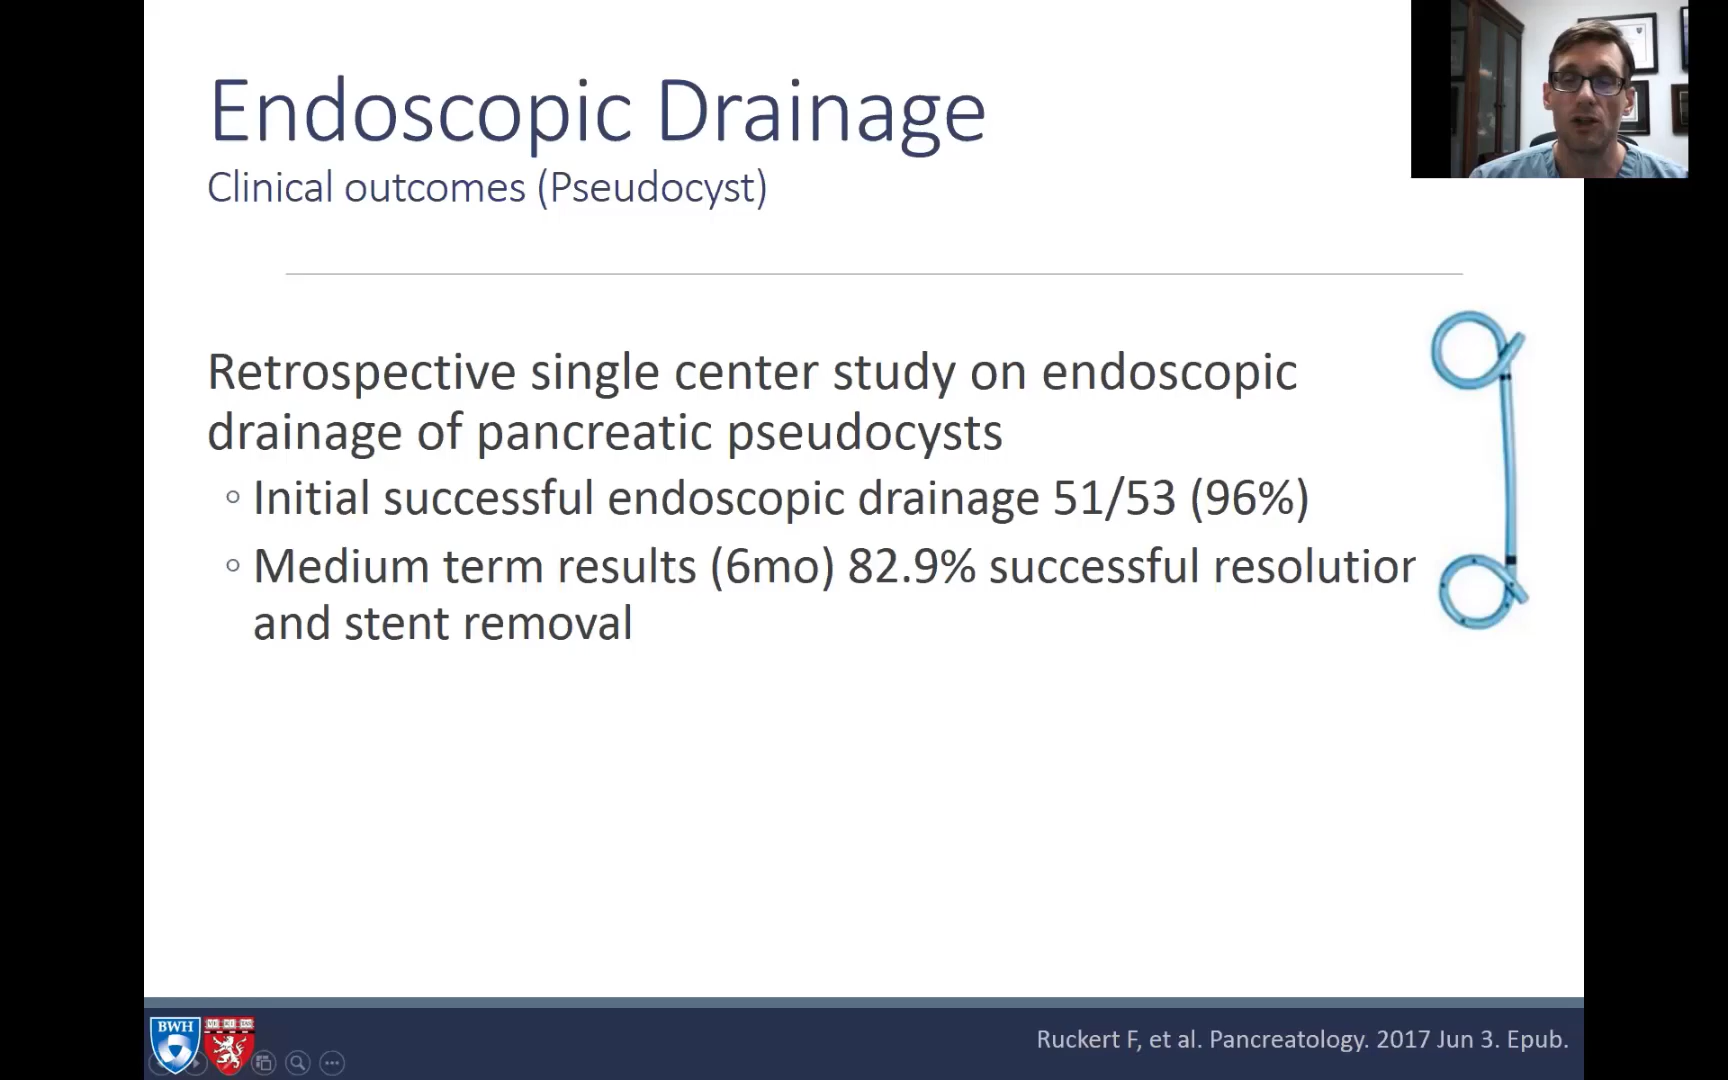 Endoscopic Drainage
Clinical outcomes (Pseudocyst)
Retrospective single center study on endoscopic
drainage of pancreatic pseudocysts
◦ Initial successful endoscopic drainage 51/53 (96%)
◦ Medium term results (6mo) 82.9% successful resolution
and stent removal
BWH
Ruckert F, et al. Pancreatology. 2017 Jun 3. Epub.